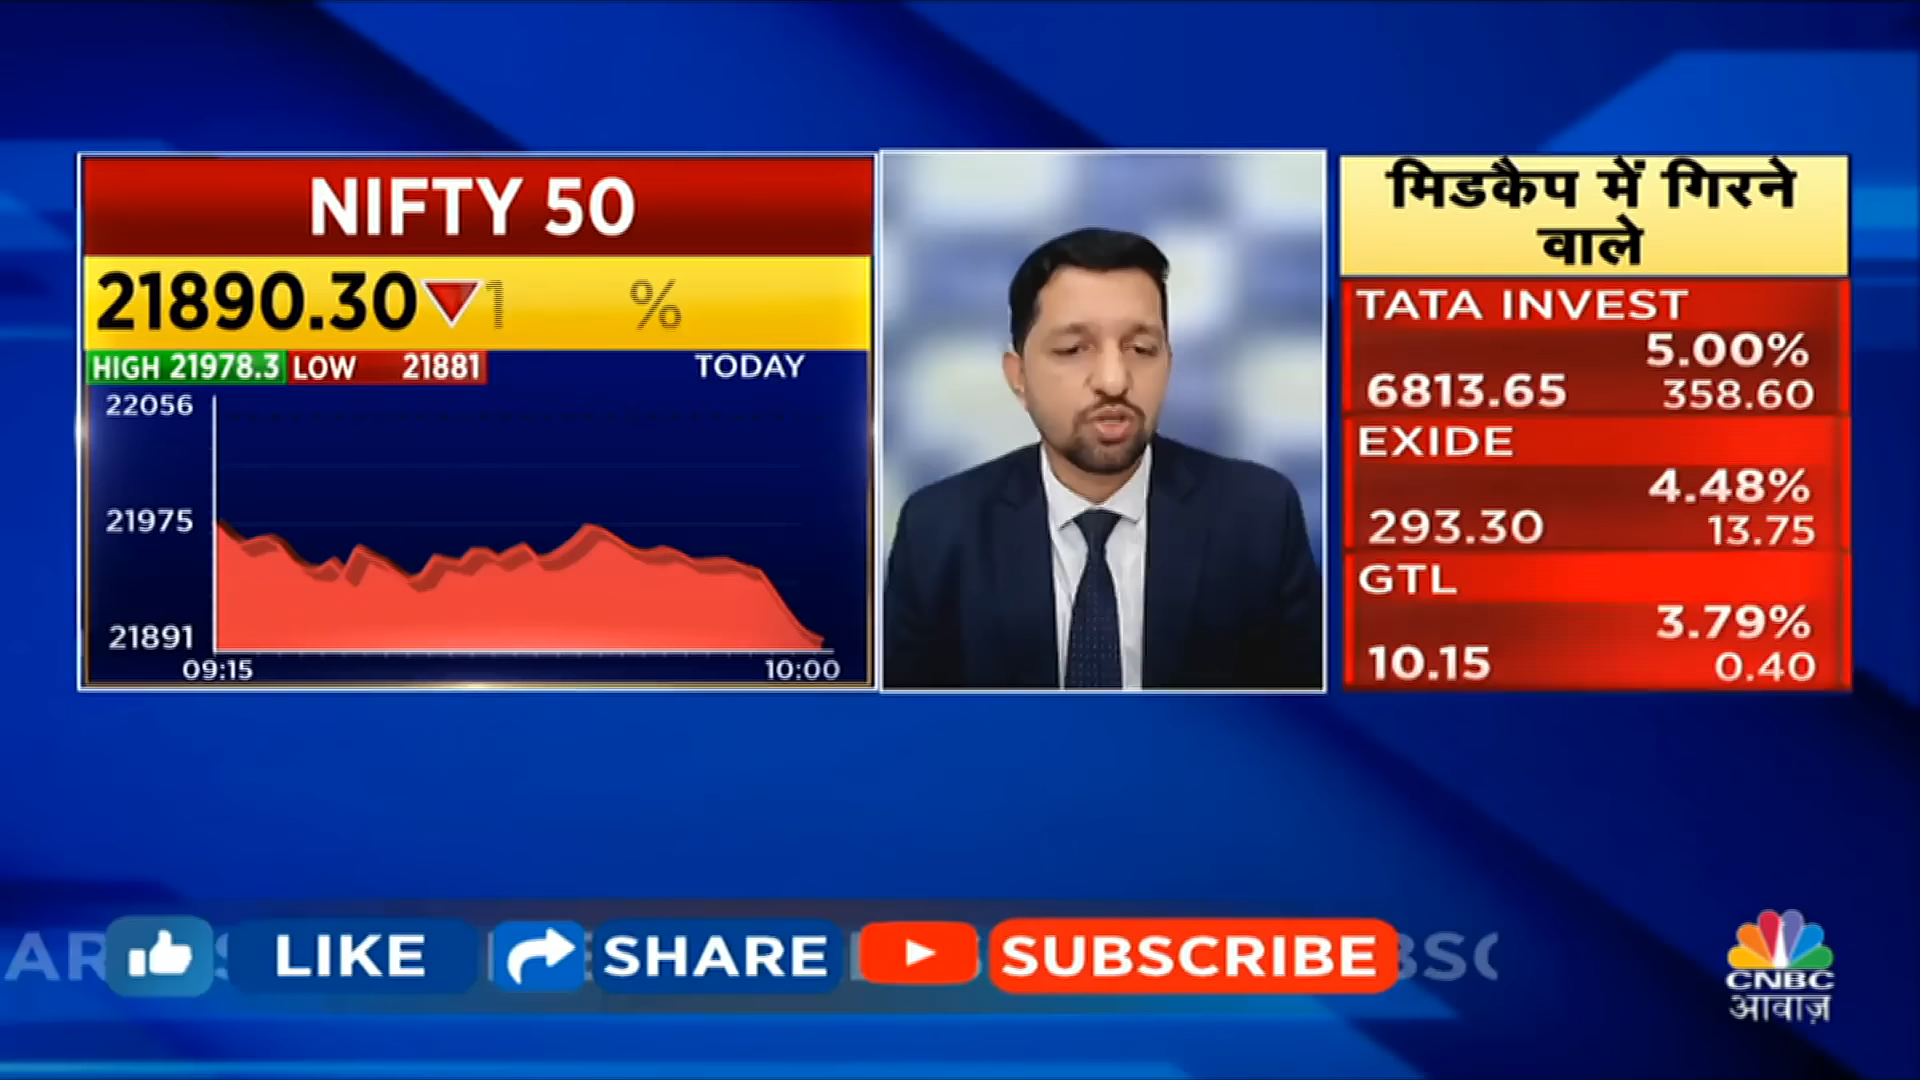 NIFTY 50
21890.30
%
HIGH 21978.3 LOW 21881 TODAY
22056
21975
21891
09:15 10:00
मिडकैप में गिरने
वाले
TATA INVEST
5.00%
6813.65 358.60
EXIDE
4.48%
293.30 13.75
GTL
3.79%
10.15 0.40
LIKE SHARE SUBSCRIBE
CNBC
आवाज़